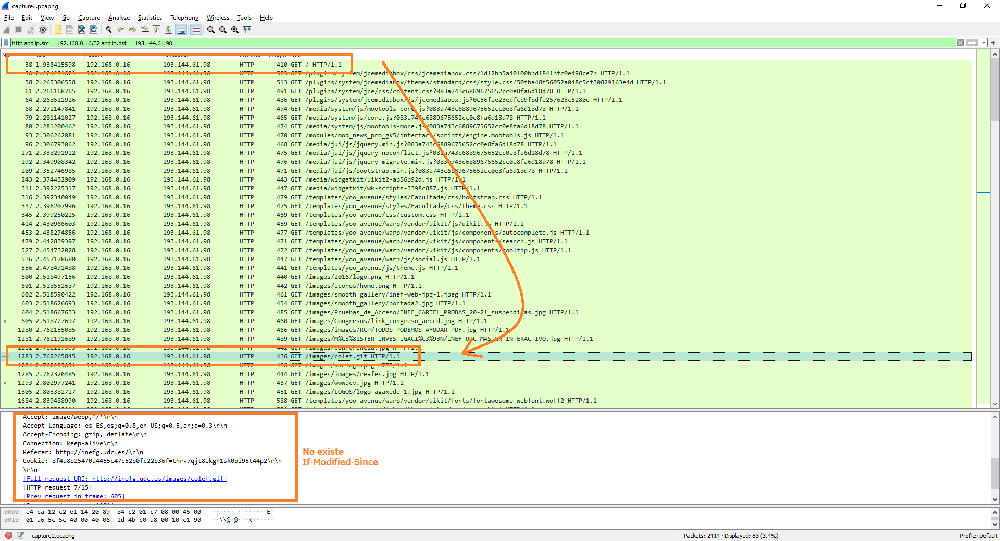 capture2.pcapng
File Edit View Go Capture Analyze Statistics Telephony Wireless Tools Help
http and ip.src==192.168.0.16/32 and ip.dst==193.144.61.98
No. Time Source Destination Protocol Length Info
38 1.938415598 192.168.0.16 193.144.61.98 HTTP 410 GET / HTTP/1.1
/plugins/system/jcemediabox/css/jcemediabox.css?1d12bb5a40100bbd1841bfc0e498ce7b HTTP/1.1
58 2.265306558 192.168.0.16 193.144.61.98 HTTP 513 GET /plugins/system/jcemediabox/themes/standard/css/style.css?50fba48f56052a048c5cf30829163e4d HTTP/1.1
61 2.266168765 192.168.0.16 193.144.61.98 HTTP 491 GET /plugins/system/jce/css/content.css?083a743c6889675652cc0e8fa6d18d78 HTTP/1.1
64 2.268511926 192.168.0.16 193.144.61.98 HTTP 486 GET /plugins/system/jcemediabox/js/jcemediabox.js?0c56fee23edfcb9fbdfe257623c5280e HTTP/1.1
68 2.271147841 192.168.0.16 193.144.61.98 HTTP 474 GET /media/system/js/mootools-core.js?083a743c6889675652cc0e8fa6d18d78 HTTP/1.1
79 2.281141027 192.168.0.16 193.144.61.98 HTTP 465 GET /media/system/js/core.js?083a743c6889675652cc0e8fa6d18d78 HTTP/1.1
80 2.281200462 192.168.0.16 193.144.61.98 HTTP 474 GET /media/system/js/mootools-more.js?083a743c6889675652cc0e8fa6d18d78 HTTP/1.1
93 2.306262081 192.168.0.16 193.144.61.98 HTTP 470 GET /modules/mod_news_pro_gk5/interface/scripts/engine.mootools.js HTTP/1.1
96 2.306793062 192.168.0.16 193.144.61.98 HTTP 468 GET /media/jui/js/jquery.min.js?083a743c6889675652cc0e8fa6d18d78 HTTP/1.1
171 2.338291912 192.168.0.16 193.144.61.98 HTTP 475 GET /media/jui/js/jquery-noconflict.js?083a743c6889675652cc0e8fa6d18d78 HTTP/1.1
192 2.349908342 192.168.0.16 193.144.61.98 HTTP 476 GET /media/jui/js/jquery-migrate.min.js?083a743c6889675652cc0e8fa6d18d78 HTTP/1.1
209 2.352746985 192.168.0.16 193.144.61.98 HTTP 471 GET /media/jui/js/bootstrap.min.js?083a743c6889675652cc0e8fa6d18d78 HTTP/1.1
243 2.374432909 192.168.0.16 193.144.61.98 HTTP 443 GET /media/widgetkit/uikit2-ab56b92d.js HTTP/1.1
311 2.392225317 192.168.0.16 193.144.61.98 HTTP 447 GET /media/widgetkit/wk-scripts-3398c887.js HTTP/1.1
316 2.392340049 192.168.0.16 193.144.61.98 HTTP 479 GET /templates/yoo_avenue/styles/Facultade/css/bootstrap.css HTTP/1.1
337 2.396207996 192.168.0.16 193.144.61.98 HTTP 475 GET /templates/yoo_avenue/styles/Facultade/css/theme.css HTTP/1.1
345 2.399250225 192.168.0.16 193.144.61.98 HTTP 459 GET /templates/yoo_avenue/css/custom.css HTTP/1.1
414 2.430966603 192.168.0.16 193.144.61.98 HTTP 459 GET /templates/yoo_avenue/warp/vendor/uikit/js/uikit.js HTTP/1.1
453 2.438274856 192.168.0.16 193.144.61.98 HTTP 477 GET /templates/yoo_avenue/warp/vendor/uikit/js/components/autocomplete.js HTTP/1.1
479 2.442839397 192.168.0.16 193.144.61.98 HTTP 471 GET /templates/yoo_avenue/warp/vendor/uikit/js/components/search.js HTTP/1.1
527 2.454732028 192.168.0.16 193.144.61.98 HTTP 472 GET /templates/yoo_avenue/warp/vendor/uikit/js/components/tooltip.js HTTP/1.1
536 2.457178680 192.168.0.16 193.144.61.98 HTTP 447 GET /templates/yoo_avenue/warp/js/social.js HTTP/1.1
556 2.478491488 192.168.0.16 193.144.61.98 HTTP 441 GET /templates/yoo_avenue/js/theme.js HTTP/1.1
600 2.518497156 192.168.0.16 193.144.61.98 HTTP 440 GET /images/2016/logo.png HTTP/1.1
601 2.518552687 192.168.0.16 193.144.61.98 HTTP 442 GET /images/Iconos/home.png HTTP/1.1
602 2.518590422 192.168.0.16 193.144.61.98 HTTP 461 GET /images/smooth_gallery/inef-web-jpg-1.jpeg HTTP/1.1
603 2.518626693 192.168.0.16 193.144.61.98 HTTP 454 GET /images/smooth_gallery/portada2.jpg HTTP/1.1
604 2.518667633 192.168.0.16 193.144.61.98 HTTP 485 GET /images/Pruebas_de_Acceso/INEF_CARTEL_PROBAS_20-21_suspendidas.jpg HTTP/1.1
605 2.518727697 192.168.0.16 193.144.61.98 HTTP 460 GET /images/Congresos/link_congreso_aeccd.jpg HTTP/1.1
1280 2.762155085 192.168.0.16 193.144.61.98 HTTP 466 GET /images/images/RCP/TODOS_PODEMOS_AYUDAR_PDF.jpg HTTP/1.1
1281 2.762191689 192.168.0.16 193.144.61.98 HTTP 489 GET /images/M%C3%81STER_INVESTIGACI%C3%93N/INEF_UDC_MASTER_INTERACTIVO.jpg HTTP/1.1
/images/conferencia.jpg HTTP/1.1
1283 2.762265845 192.168.0.16 193.144.61.98 HTTP 436 GET /images/colef.gif HTTP/1.1
/images/udclogo.png HTTP/1.1
1285 2.762326485 192.168.0.16 193.144.61.98 HTTP 444 GET /images/images/reafes.jpg HTTP/1.1
1293 2.802977241 192.168.0.16 193.144.61.98 HTTP 437 GET /images/wwwucv.jpg HTTP/1.1
1305 2.803382717 192.168.0.16 193.144.61.98 HTTP 451 GET /images/LOGOS/logo-agaxede-1.jpg HTTP/1.1
1684 2.839488990 192.168.0.16 193.144.61.98 HTTP 588 GET /templates/yoo_avenue/warp/vendor/uikit/fonts/fontawesome-webfont.woff2 HTTP/1.1
Accept: image/webp,*/*\r\n
Accept-Language: es-ES,es;q=0.8,en-US;q=0.5,en;q=0.3\r\n
Accept-Encoding: gzip, deflate\r\n
Connection: keep-alive\r\n
Referer: http://inefg.udc.es/\r\n
Cookie: 8f4a8b25470a4455c47c52b0fc22b36f=thrv7qjt8ekgh1sk0bi95t44p2\r\n
\r\n
[Full request URI: http://inefg.udc.es/images/colef.gif]
[HTTP request 7/15]
[Prev request in frame: 605]
No existe
If-Modified-Since
0000 e4 ca 12 c2 e1 14 20 89 84 c2 01 c7 08 00 45 00 ······ · ······E·
0010 01 a6 5c 5c 40 00 40 06 1d 4b c0 a8 00 10 c1 90 ··\\@·@· ·K······
capture2.pcapng
Packets: 2414 · Displayed: 83 (3.4%)
Profile: Default